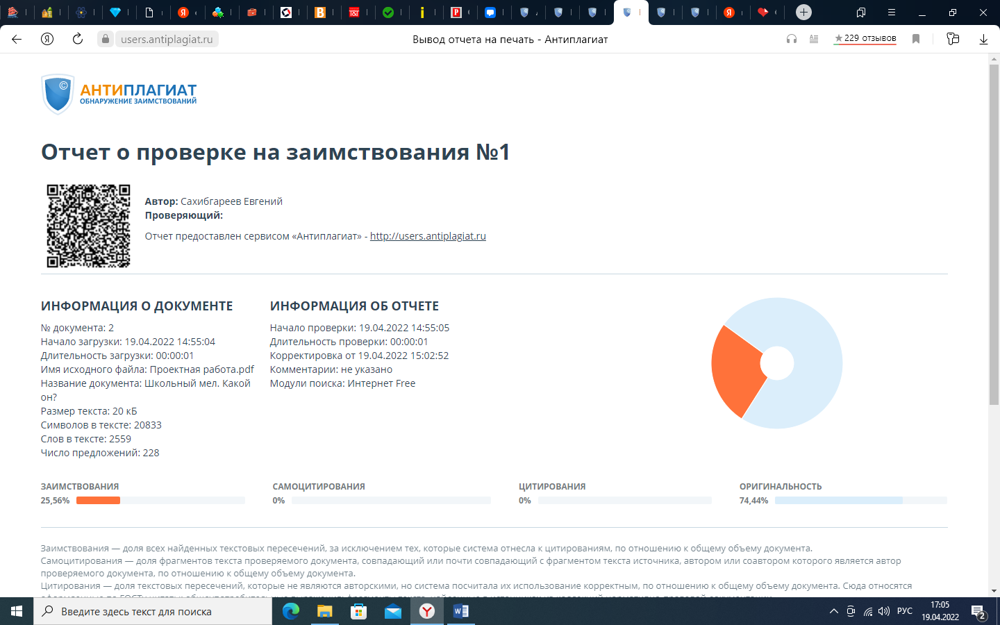 users.antiplagiat.ru
Вывод отчета на печать - Антиплагиат
229 отзывов
АНТИПЛАГИАТ
ОБНАРУЖЕНИЕ ЗАИМСТВОВАНИЙ
Отчет о проверке на заимствования №1
Автор: Сахибгареев Евгений
Проверяющий:
Отчет предоставлен сервисом «Антиплагиат» - http://users.antiplagiat.ru
ИНФОРМАЦИЯ О ДОКУМЕНТЕ
№ документа: 2
Начало загрузки: 19.04.2022 14:55:04
Длительность загрузки: 00:00:01
Имя исходного файла: Проектная работа.pdf
Название документа: Школьный мел. Какой
он?
Размер текста: 20 кБ
Символов в тексте: 20833
Слов в тексте: 2559
Число предложений: 228
ИНФОРМАЦИЯ ОБ ОТЧЕТЕ
Начало проверки: 19.04.2022 14:55:05
Длительность проверки: 00:00:01
Корректировка от 19.04.2022 15:02:52
Комментарии: не указано
Модули поиска: Интернет Free
ЗАИМСТВОВАНИЯ
25,56%
САМОЦИТИРОВАНИЯ
0%
ЦИТИРОВАНИЯ
0%
ОРИГИНАЛЬНОСТЬ
74,44%
Заимствования — доля всех найденных текстовых пересечений, за исключением тех, которые система отнесла к цитированиям, по отношению к общему объему документа.
Самоцитирования — доля фрагментов текста проверяемого документа, совпадающий или почти совпадающий с фрагментом текста источника, автором или соавтором которого является автор
проверяемого документа, по отношению к общему объему документа.
Цитирования — доля текстовых пересечений, которые не являются авторскими, но система посчитала их использование корректным, по отношению к общему объему документа. Сюда относятся
Введите здесь текст для поиска
РУС
17:05
19.04.2022
2